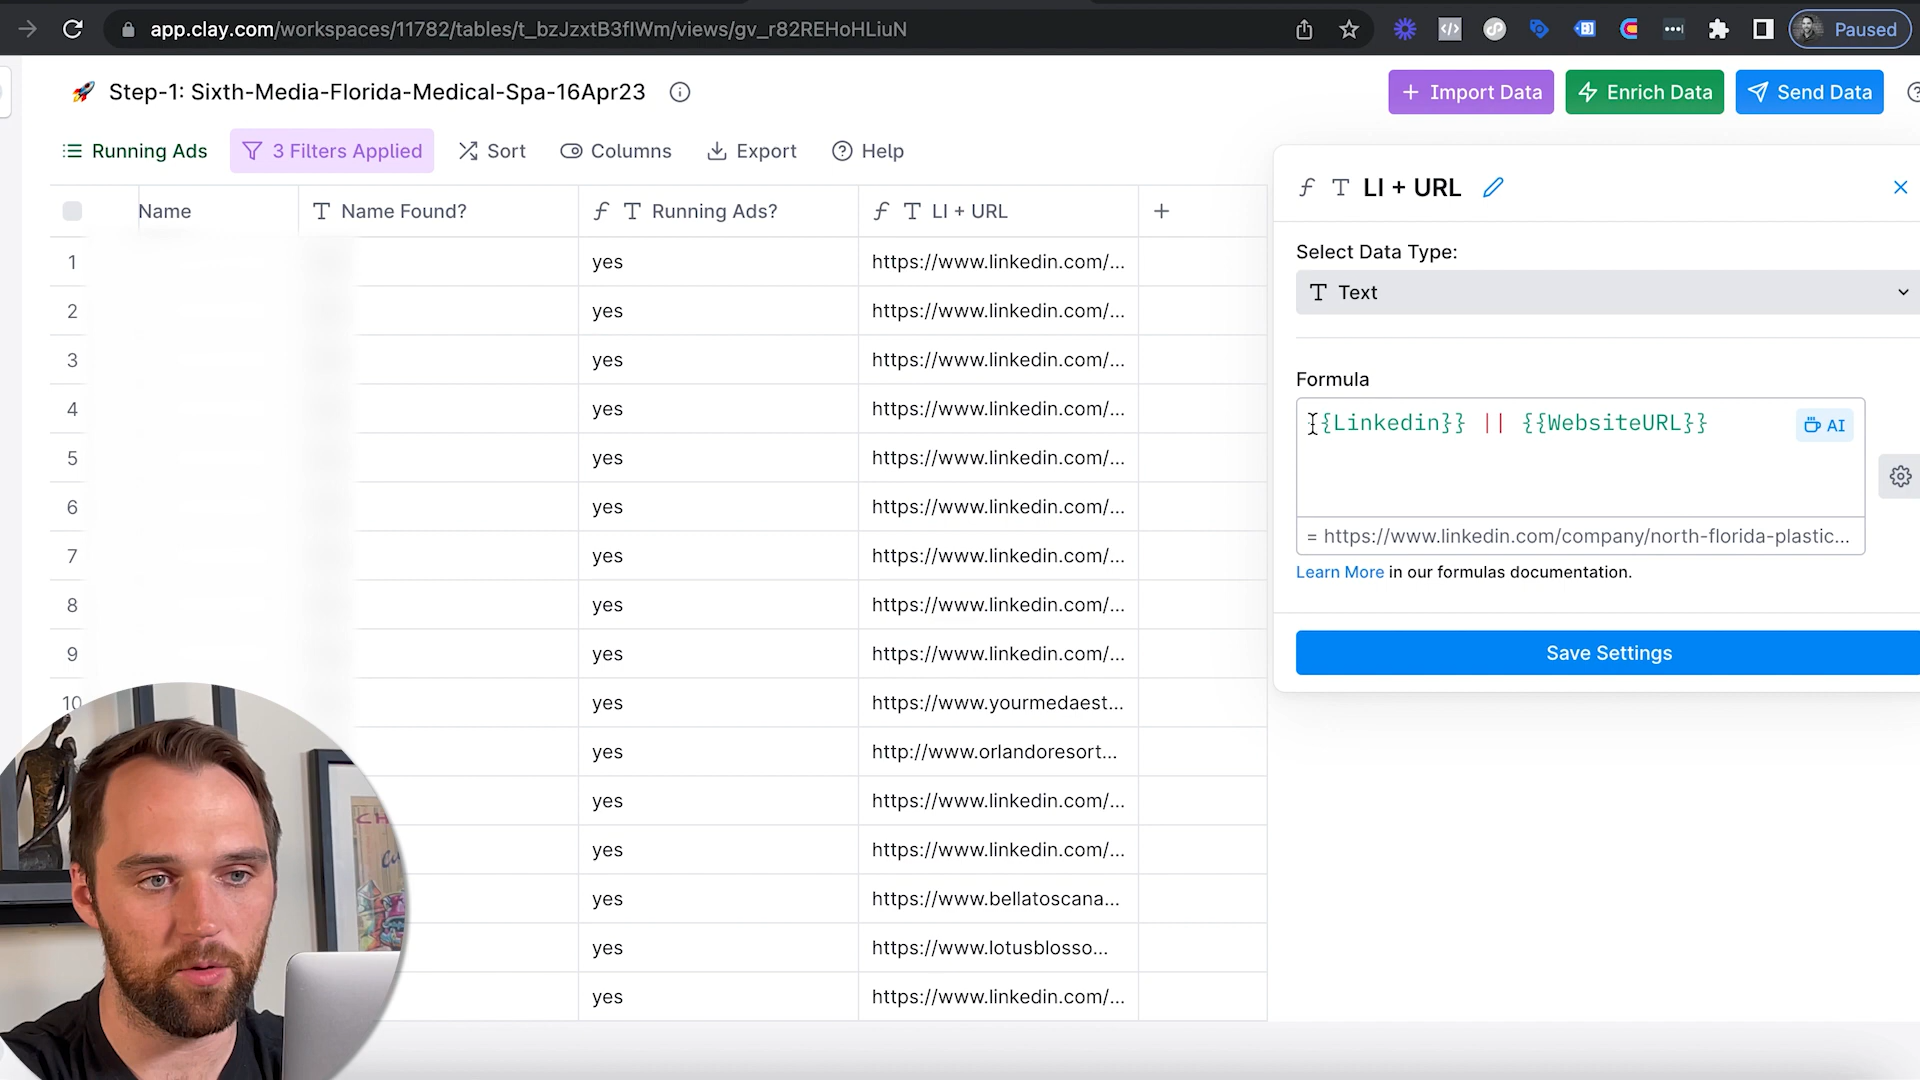 app.clay.com/workspaces/11782/tables/t_bzJzxtB3fIWm/views/gv_r82REHoHLiuN
Paused
🚀 Step-1: Sixth-Media-Florida-Medical-Spa-16Apr23
+ Import Data
Enrich Data
Send Data
Running Ads
3 Filters Applied
Sort
Columns
Export
Help
Name
Name Found?
Running Ads?
LI + URL
+
1 yes https://www.linkedin.com/...
2 yes https://www.linkedin.com/...
3 yes https://www.linkedin.com/...
4 yes https://www.linkedin.com/...
5 yes https://www.linkedin.com/...
6 yes https://www.linkedin.com/...
7 yes https://www.linkedin.com/...
8 yes https://www.linkedin.com/...
9 yes https://www.linkedin.com/...
10 yes https://www.yourmedaest...
yes http://www.orlandoresort...
yes https://www.linkedin.com/...
yes https://www.linkedin.com/...
yes https://www.bellatoscana...
yes https://www.lotusblosso...
yes https://www.linkedin.com/...
LI + URL
Select Data Type:
Text
Formula
{{Linkedin}} || {{WebsiteURL}}
AI
= https://www.linkedin.com/company/north-florida-plastic...
Learn More in our formulas documentation.
Save Settings